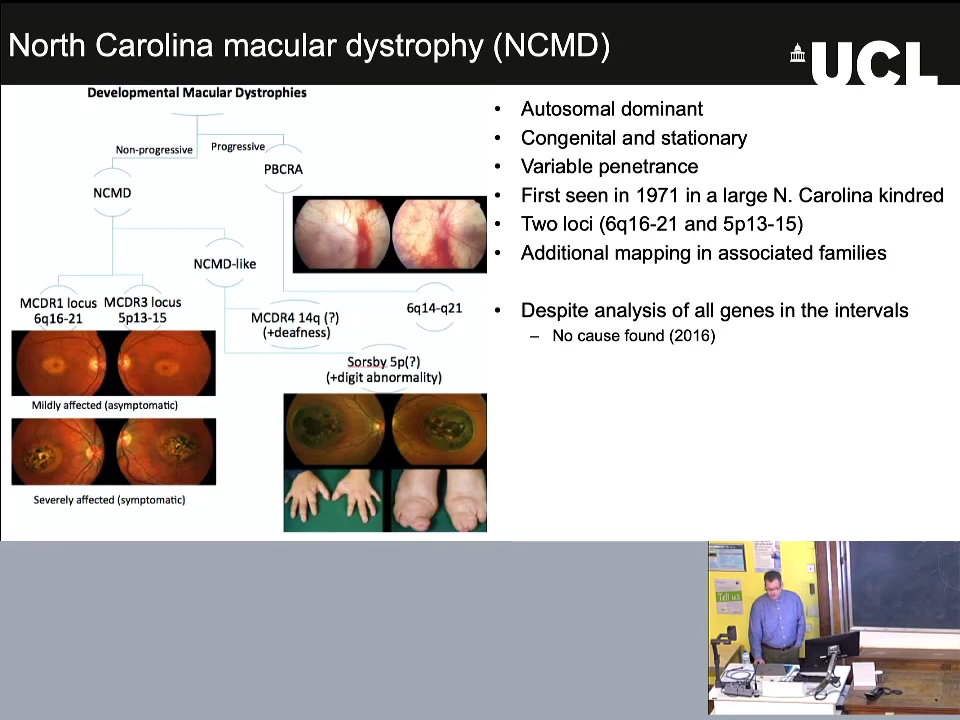 North Carolina macular dystrophy (NCMD)
UCL
Developmental Macular Dystrophies
Non-progressive
Progressive
PBCRA
NCMD
NCMD-like
MCDR1 locus
6q16-21
MCDR3 locus
5p13-15
MCDR4 14q (?)
(+deafness)
6q14-q21
Sorsby 5p(?)
(+digit abnormality)
Mildly affected (asymptomatic)
Severely affected (symptomatic)
• Autosomal dominant
• Congenital and stationary
• Variable penetrance
• First seen in 1971 in a large N. Carolina kindred
• Two loci (6q16-21 and 5p13-15)
• Additional mapping in associated families
• Despite analysis of all genes in the intervals
– No cause found (2016)
Tell us